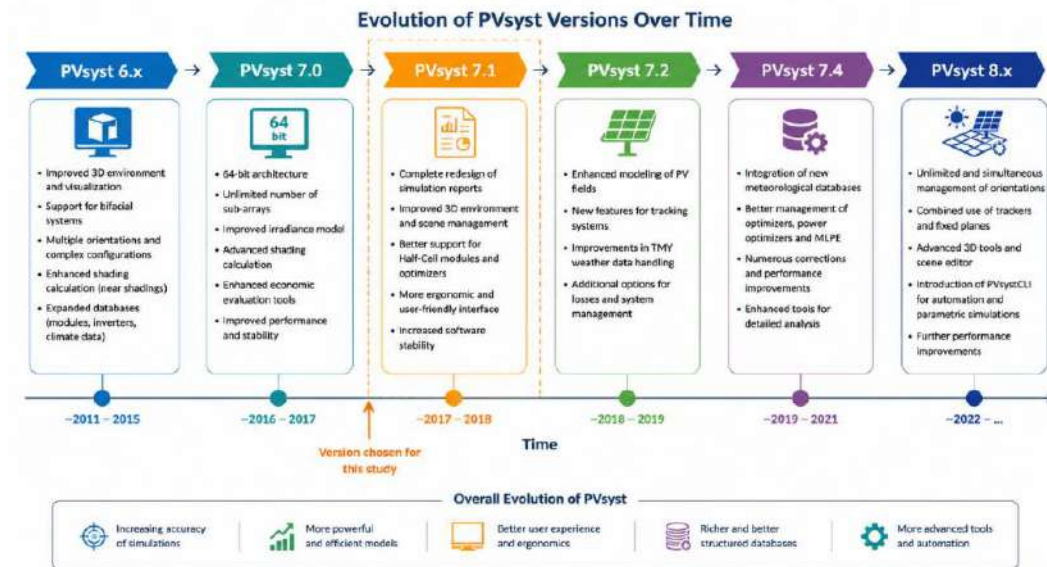 Evolution of PVsyst Versions Over Time
PVsyst 6.x
PVsyst 7.0
PVsyst 7.1
PVsyst 7.2
PVsyst 7.4
PVsyst 8.x
• Improved 3D environment
and visualization
• Support for bifacial
systems
• Multiple orientations and
complex configurations
• Enhanced shading
calculation (near shadings)
• Expanded databases
(modules, inverters,
climate data)
64
bit
• 64-bit architecture
• Unlimited number of
sub-arrays
• Improved irradiance model
• Advanced shading
calculation
• Enhanced economic
evaluation tools
• Improved performance
and stability
• Complete redesign of
simulation reports
• Improved 3D environment
and scene management
• Better support for
Half-Cell modules and
optimizers
• More ergonomic and
user-friendly interface
• Increased software
stability
• Enhanced modeling of PV
fields
• New features for tracking
systems
• Improvements in TMY
weather data handling
• Additional options for
losses and system
management
• Integration of new
meteorological databases
• Better management of
optimizers, power
optimizers and MLPE
• Numerous corrections and
performance
improvements
• Enhanced tools for
detailed analysis
• Unlimited and simultaneous
management of orientations
• Combined use of trackers
and fixed planes
• Advanced 3D tools and
scene editor
• Introduction of PVsystCLI
for automation and
parametric simulations
• Further performance
improvements
~2011 – 2015
~2016 – 2017
~2017 – 2018
~2018 – 2019
~2019 – 2021
~2022 – ...
Version chosen for
this study
Time
Overall Evolution of PVsyst
Increasing accuracy
of simulations
More powerful
and efficient models
Better user experience
and ergonomics
Richer and better
structured databases
More advanced tools
and automation